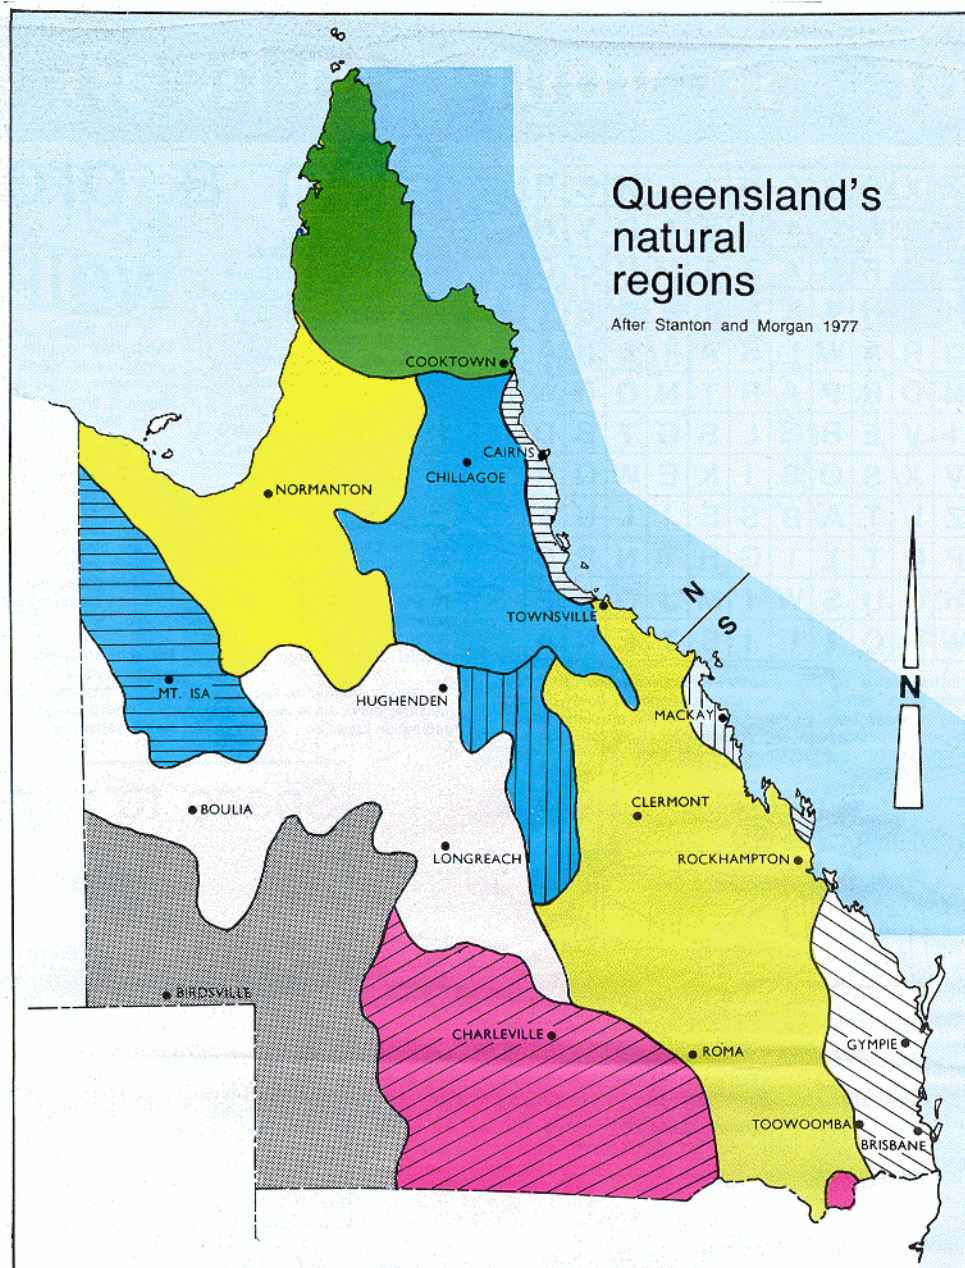 Queensland's
natural
regions
After Stanton and Morgan 1977
COOKTOWN
CAIRNS
CHILLAGOE
NORMANTON
N
S
TOWNSVILLE
MT. ISA
HUGHENDEN
N
MACKAY
BOULIA
CLERMONT
LONGREACH
ROCKHAMPTON
BIRDSVILLE
CHARLEVILLE
GYMPIE
ROMA
TOOWOOMBA
BRISBANE